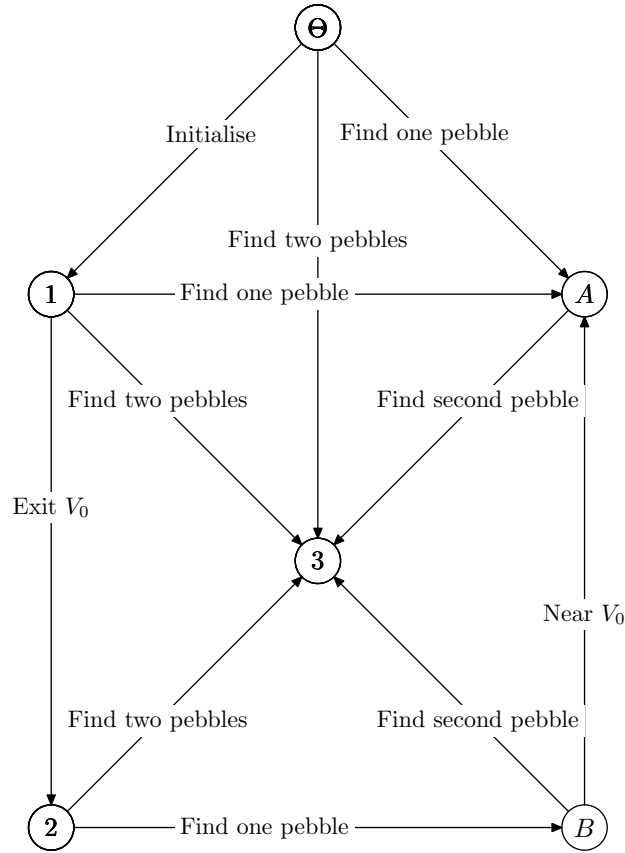 Θ
Initialise
Find one pebble
Find two pebbles
1
Find one pebble
A
Find two pebbles
Find second pebble
Exit V₀
3
Near V₀
Find two pebbles
Find second pebble
2
Find one pebble
B